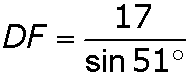 DF = 17 / sin 51°